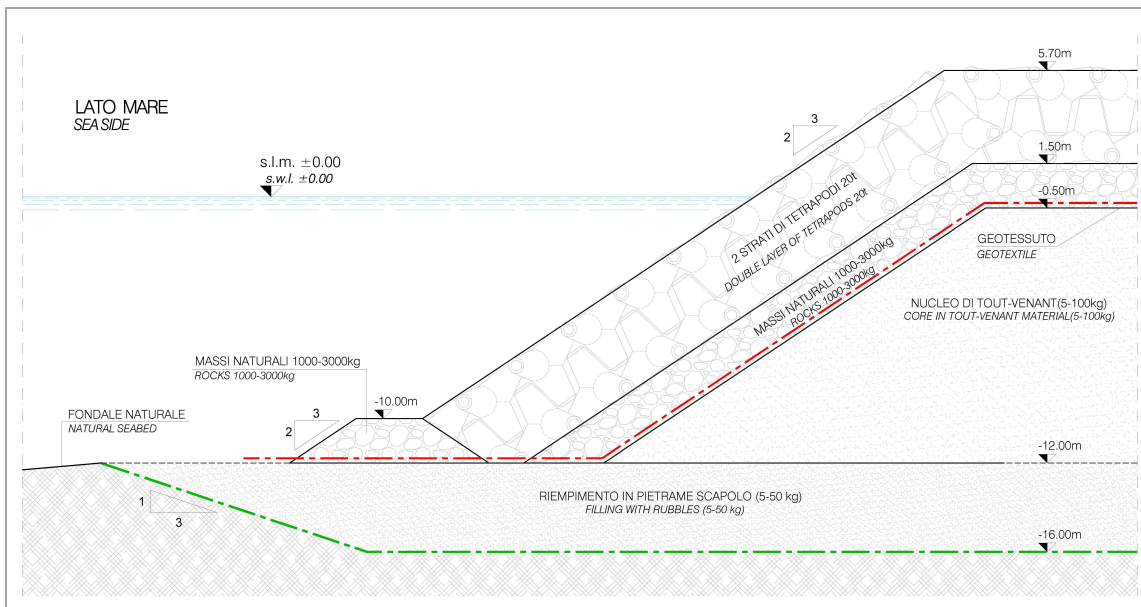 5.70m
LATO MARE
SEA SIDE
3
2
s.l.m. ±0.00
s.w.l. ±0.00
1.50m
-0.50m
2 STRATI DI TETRAPODI 20t
DOUBLE LAYER OF TETRAPODS 20t
GEOTESSUTO
GEOTEXTILE
MASSI NATURALI 1000-3000kg
ROCKS 1000-3000kg
NUCLEO DI TOUT-VENANT(5-100kg)
CORE IN TOUT-VENANT MATERIAL(5-100kg)
MASSI NATURALI 1000-3000kg
ROCKS 1000-3000kg
-10.00m
3
2
FONDALE NATURALE
NATURAL SEABED
-12.00m
1
3
RIEMPIMENTO IN PIETRAME SCAPOLO (5-50 kg)
FILLING WITH RUBBLES (5-50 kg)
-16.00m